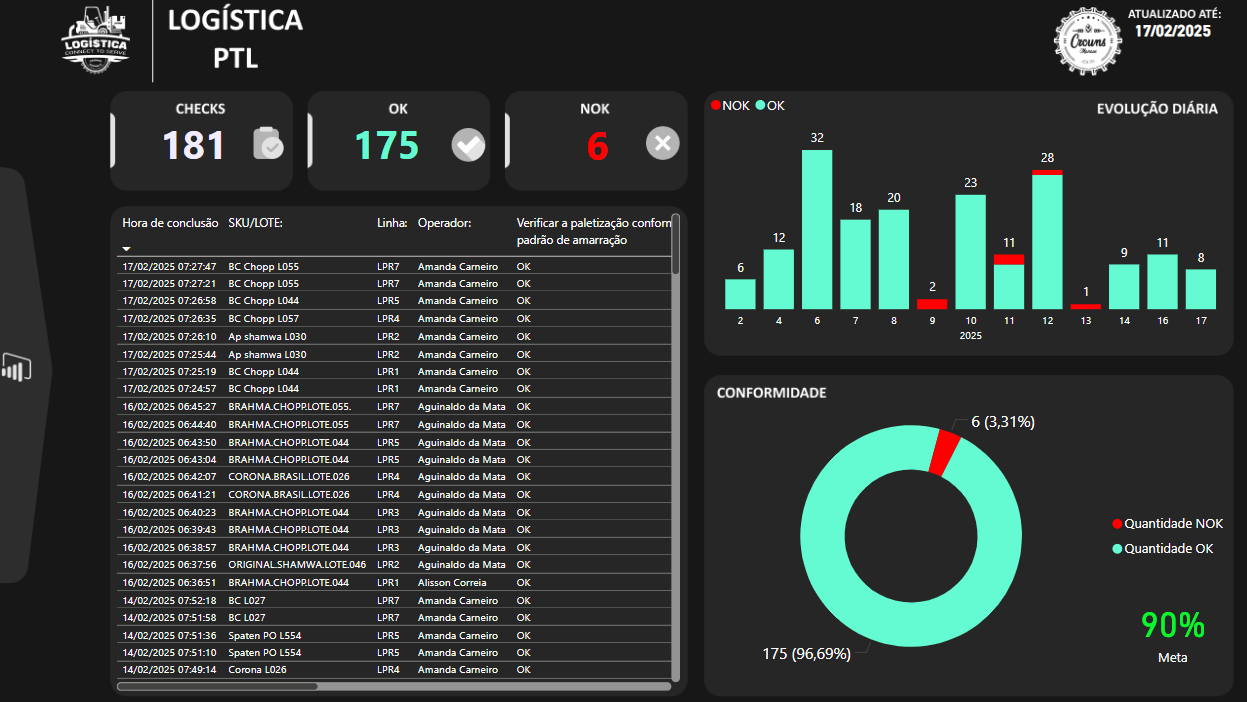 LOGÍSTICA
CONNECT TO SERVE
LOGÍSTICA
PTL
Crowns
ATUALIZADO ATÉ:
17/02/2025
CHECKS
181
OK
175
NOK
6
NOK OK
EVOLUÇÃO DIÁRIA
6 12 32 18 20 2 23 11 28 1 9 11 8
2 4 6 7 8 9 10 11 12 13 14 16 17
2025
Hora de conclusão SKU/LOTE: Linha: Operador: Verificar a paletização conform
padrão de amarração
17/02/2025 07:27:47 BC Chopp L055 LPR7 Amanda Carneiro OK
17/02/2025 07:27:21 BC Chopp L055 LPR7 Amanda Carneiro OK
17/02/2025 07:26:58 BC Chopp L044 LPR5 Amanda Carneiro OK
17/02/2025 07:26:35 BC Chopp L057 LPR4 Amanda Carneiro OK
17/02/2025 07:26:10 Ap shamwa L030 LPR2 Amanda Carneiro OK
17/02/2025 07:25:44 Ap shamwa L030 LPR2 Amanda Carneiro OK
17/02/2025 07:25:19 BC Chopp L044 LPR1 Amanda Carneiro OK
17/02/2025 07:24:57 BC Chopp L044 LPR1 Amanda Carneiro OK
16/02/2025 06:45:27 BRAHMA.CHOPP.LOTE.055. LPR7 Aguinaldo da Mata OK
16/02/2025 06:44:40 BRAHMA.CHOPP.LOTE.055 LPR7 Aguinaldo da Mata OK
16/02/2025 06:43:50 BRAHMA.CHOPP.LOTE.044 LPR5 Aguinaldo da Mata OK
16/02/2025 06:43:04 BRAHMA.CHOPP.LOTE.044 LPR5 Aguinaldo da Mata OK
16/02/2025 06:42:07 CORONA.BRASIL.LOTE.026 LPR4 Aguinaldo da Mata OK
16/02/2025 06:41:21 CORONA.BRASIL.LOTE.026 LPR4 Aguinaldo da Mata OK
16/02/2025 06:40:23 BRAHMA.CHOPP.LOTE.044 LPR3 Aguinaldo da Mata OK
16/02/2025 06:39:43 BRAHMA.CHOPP.LOTE.044 LPR3 Aguinaldo da Mata OK
16/02/2025 06:38:57 BRAHMA.CHOPP.LOTE.044 LPR3 Aguinaldo da Mata OK
16/02/2025 06:37:56 ORIGINAL.SHAMWA.LOTE.046 LPR2 Aguinaldo da Mata OK
16/02/2025 06:36:51 BRAHMA.CHOPP.LOTE.044 LPR1 Alisson Correia OK
14/02/2025 07:52:18 BC L027 LPR7 Amanda Carneiro OK
14/02/2025 07:51:58 BC L027 LPR7 Amanda Carneiro OK
14/02/2025 07:51:36 Spaten PO L554 LPR5 Amanda Carneiro OK
14/02/2025 07:51:10 Spaten PO L554 LPR5 Amanda Carneiro OK
14/02/2025 07:49:14 Corona L026 LPR4 Amanda Carneiro OK
CONFORMIDADE
6 (3,31%)
175 (96,69%)
Quantidade NOK
Quantidade OK
90%
Meta